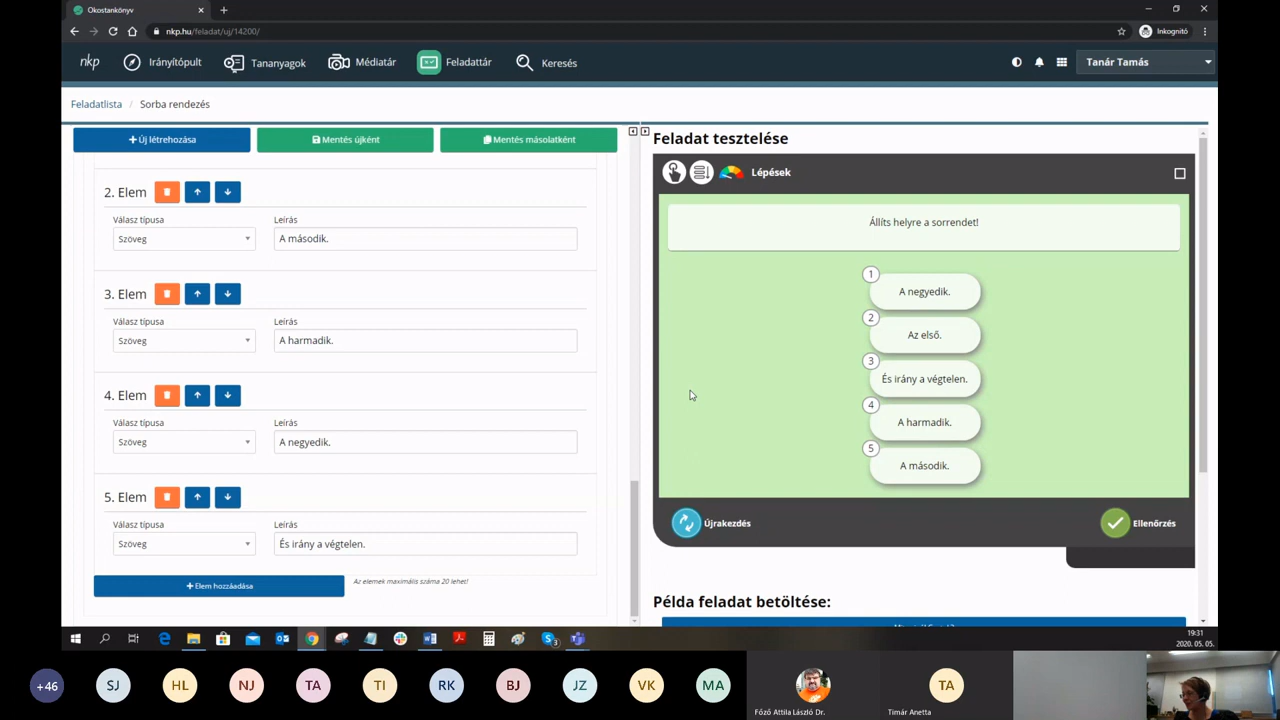 Okostankönyv
nkp.hu/feladat/uj/14200/
Inkognitó
nkp
Irányítópult
Tananyagok
Médiatár
Feladattár
Keresés
Tanár Tamás
Feladatlista / Sorba rendezés
Új létrehozása
Mentés újként
Mentés másolatként
2. Elem
Válasz típusa
Leírás
Szöveg
A második.
3. Elem
Válasz típusa
Leírás
Szöveg
A harmadik.
4. Elem
Válasz típusa
Leírás
Szöveg
A negyedik.
5. Elem
Válasz típusa
Leírás
Szöveg
És irány a végtelen.
Elem hozzáadása
Az elemek maximális száma 20 lehet!
Feladat tesztelése
Lépések
Állíts helyre a sorrendet!
1
A negyedik.
2
Az első.
3
És irány a végtelen.
4
A harmadik.
5
A második.
Újrakezdés
Ellenőrzés
Példa feladat betöltése:
19:31
2020. 05. 05.
+46
SJ
HL
NJ
TA
TI
RK
BJ
JZ
VK
MA
Főző Attila László Dr.
TA
Timár Anetta